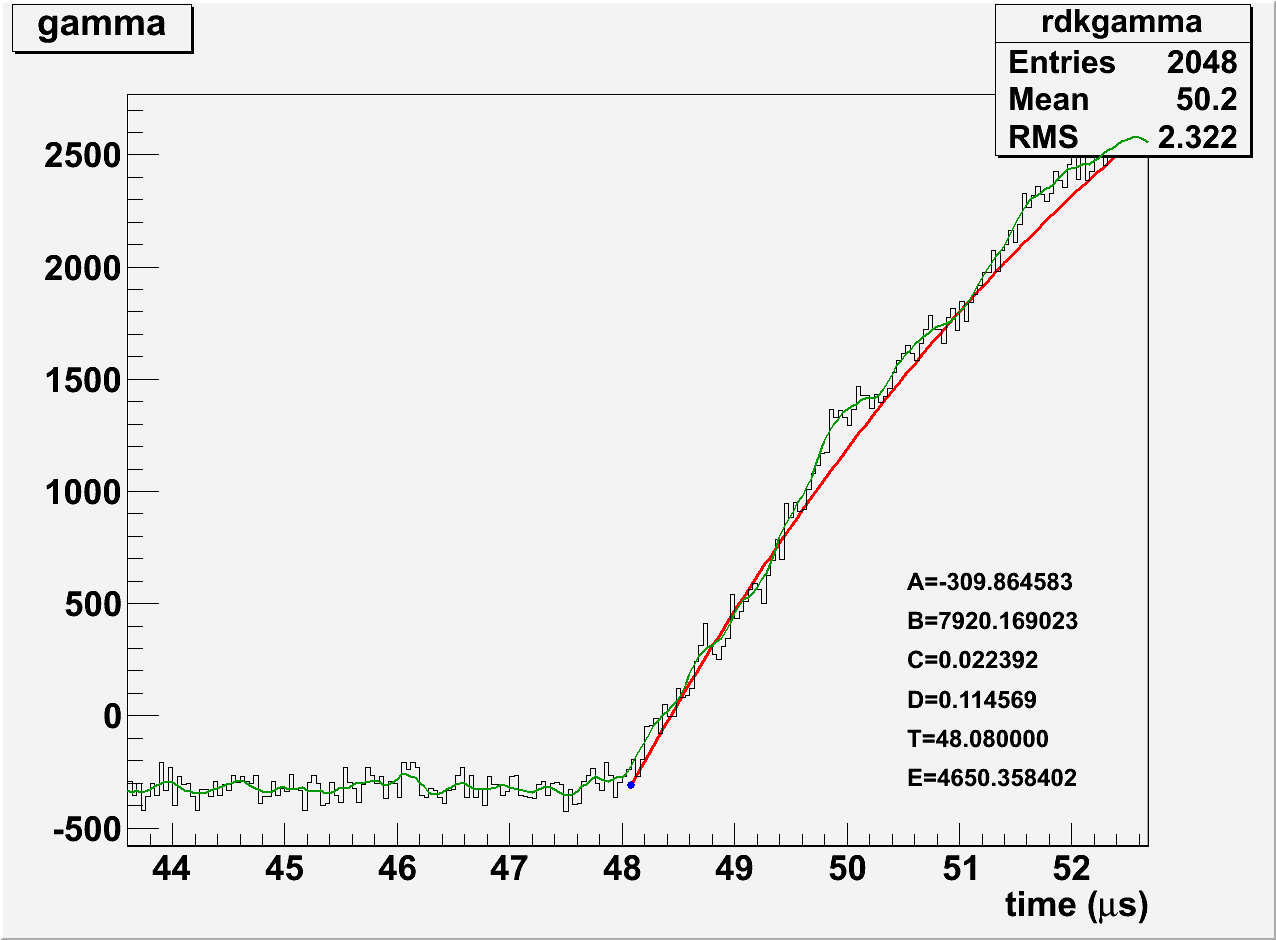 gamma
rdkgamma
Entries 2048
Mean 50.2
RMS 2.322
2500
2000
1500
1000
500
0
-500
A=-309.864583
B=7920.169023
C=0.022392
D=0.114569
T=48.080000
E=4650.358402
44 45 46 47 48 49 50 51 52
time (μs)